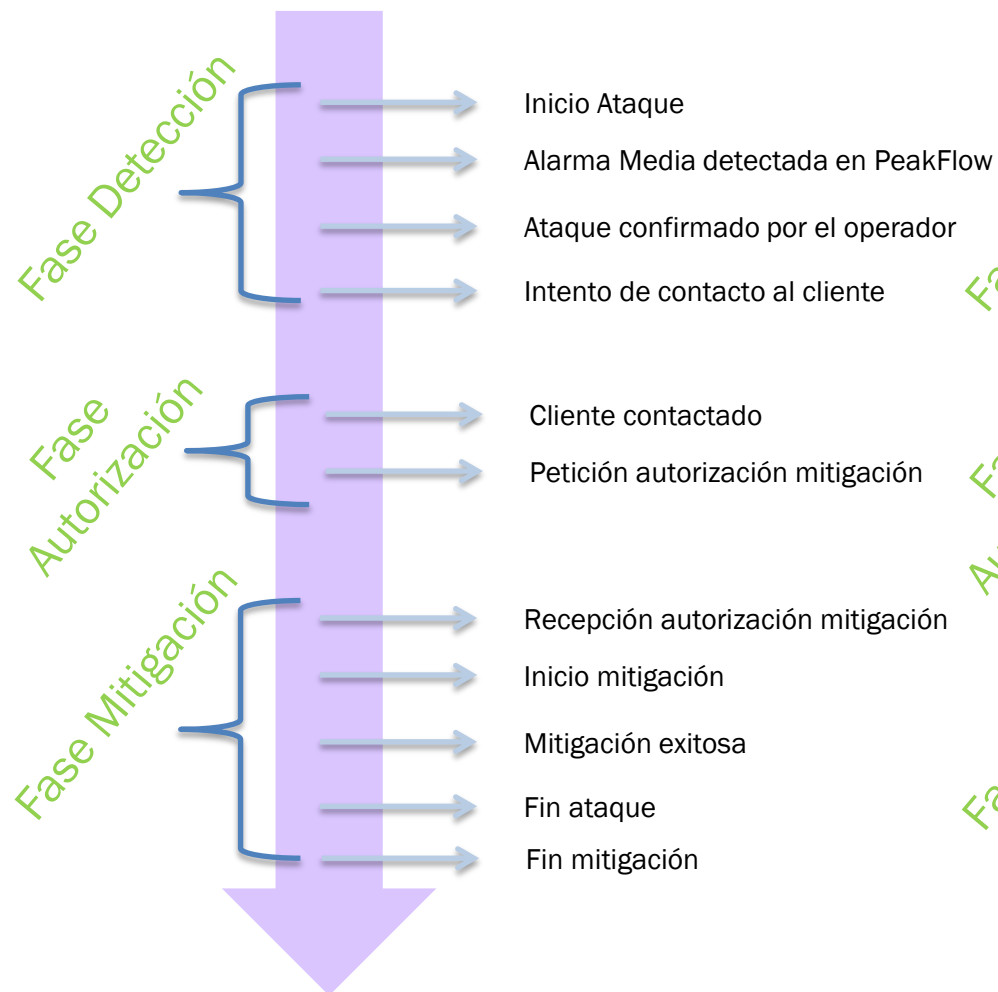 Fase Detección
Inicio Ataque
Alarma Media detectada en PeakFlow
Ataque confirmado por el operador
Intento de contacto al cliente
Fase
Autorización
Cliente contactado
Petición autorización mitigación
Fase Mitigación
Recepción autorización mitigación
Inicio mitigación
Mitigación exitosa
Fin ataque
Fin mitigación